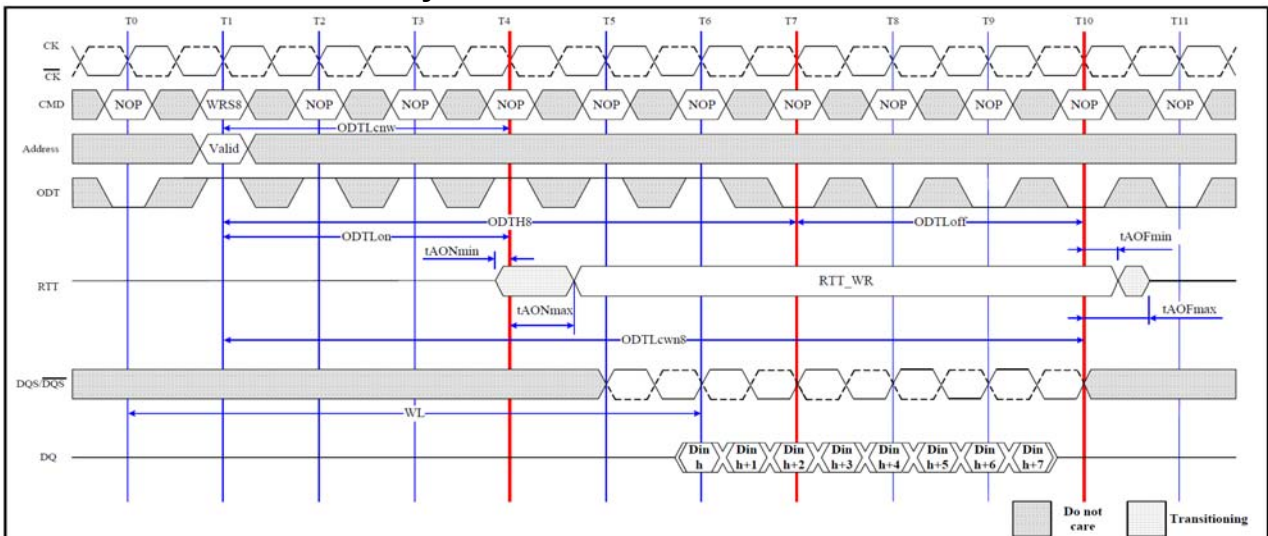 T0 T1 T2 T3 T4 T5 T6 T7 T8 T9 T10 T11
CK
CK
CMD NOP WRS8 NOP NOP NOP NOP NOP NOP NOP NOP NOP NOP
ODTLcnw
Address Valid
ODT
ODTH8 ODTLoff
ODTLon
tAONmin tAOFmin
RTT RTT_WR
tAONmax tAOFmax
ODTLcwn8
DQS/DQS
WL
DQ Din h Din h+1 Din h+2 Din h+3 Din h+4 Din h+5 Din h+6 Din h+7
Do not care Transitioning